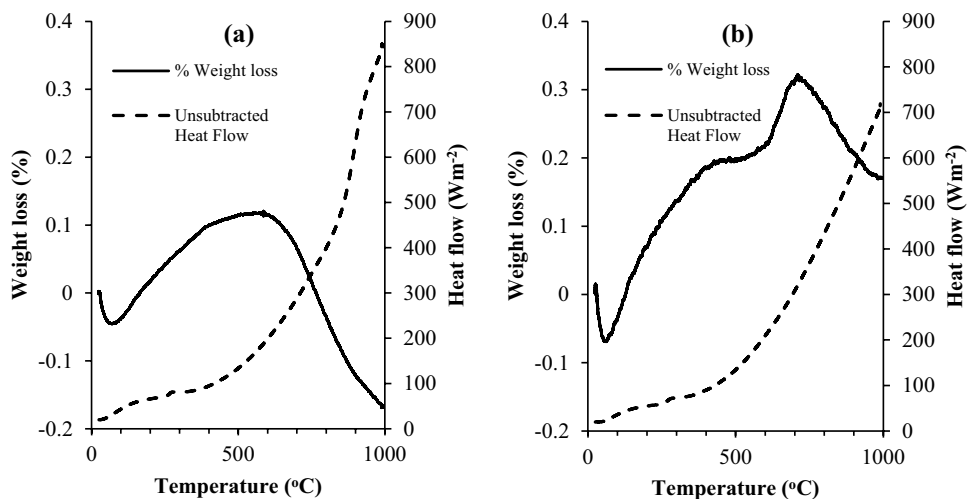 (a)
% Weight loss
Unsubtracted
Heat Flow
Weight loss (%)
0.4
0.3
0.2
0.1
0
-0.1
-0.2
900
800
700
600
500
400
300
200
100
0
Heat flow (Wm⁻²)
0
500
1000
Temperature (ᵒC)
(b)
% Weight loss
Unsubtracted
Heat Flow
Weight loss (%)
0.4
0.3
0.2
0.1
0
-0.1
-0.2
900
800
700
600
500
400
300
200
100
0
Heat flow (Wm⁻²)
0
500
1000
Temperature (ᵒC)